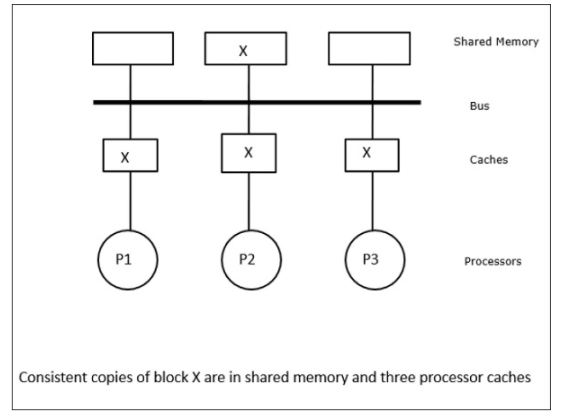 X
Shared Memory
Bus
X X X
Caches
P1 P2 P3
Processors
Consistent copies of block X are in shared memory and three processor caches